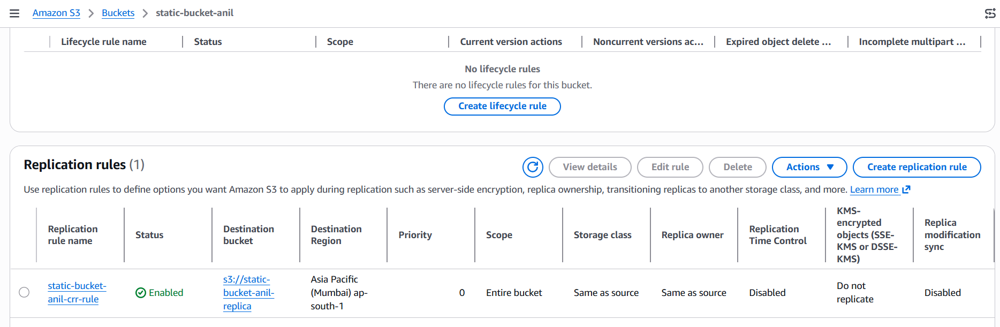 Amazon S3 > Buckets > static-bucket-anil
Lifecycle rule name Status Scope Current version actions Noncurrent versions ac... Expired object delete ... Incomplete multipart ...
No lifecycle rules
There are no lifecycle rules for this bucket.
Create lifecycle rule
Replication rules (1)
View details Edit rule Delete Actions Create replication rule
Use replication rules to define options you want Amazon S3 to apply during replication such as server-side encryption, replica ownership, transitioning replicas to another storage class, and more. Learn more
Replication
rule name
Status
Destination
bucket
Destination
Region
Priority
Scope
Storage class
Replica owner
Replication
Time Control
KMS-
encrypted
objects (SSE-
KMS or DSSE-
KMS)
Replica
modification
sync
static-bucket-
anil-crr-rule
Enabled
s3://static-
bucket-anil-
replica
Asia Pacific
(Mumbai) ap-
south-1
0
Entire bucket
Same as source
Same as source
Disabled
Do not
replicate
Disabled